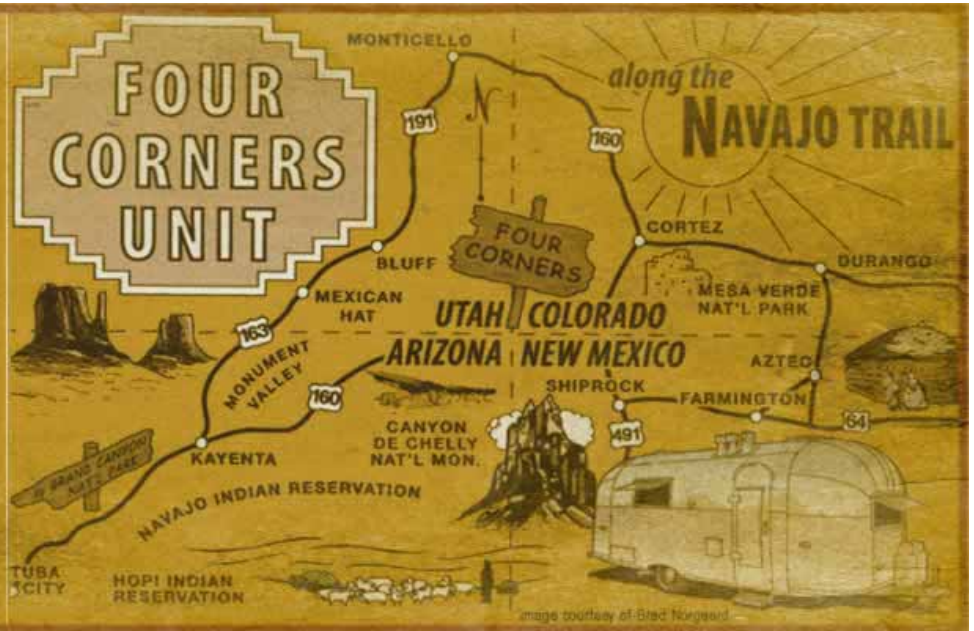 FOUR
CORNERS
UNIT
MONTICELLO
along the
NAVAJO TRAIL
N
191
160
CORTEZ
FOUR
CORNERS
BLUFF
DURANGO
MESA VERDE
NAT'L PARK
MEXICAN
HAT
UTAH
COLORADO
163
ARIZONA
NEW MEXICO
MONUMENT
VALLEY
160
AZTEC
SHIPROCK
FARMINGTON
64
491
CANYON
DE CHELLY
NAT'L MON.
KAYENTA
to GRAND CANYON
NAT'L PARK
NAVAJO INDIAN RESERVATION
TUBA
CITY
HOPI INDIAN
RESERVATION
image courtesy of Brad Norgaard